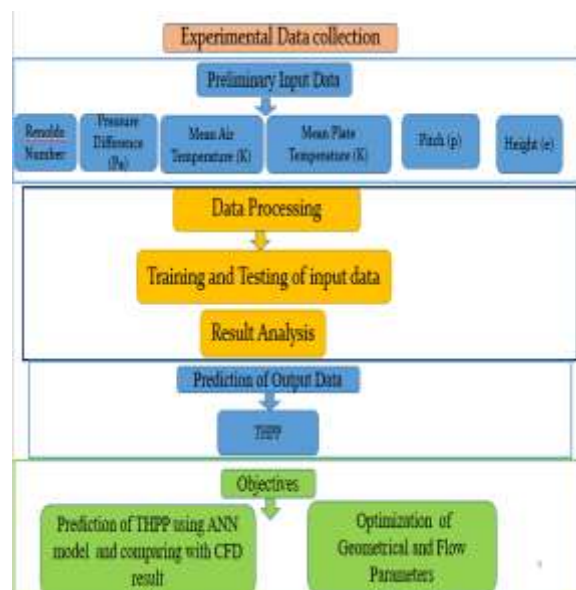 Experimental Data collection
Preliminary Input Data
Renolds
Number
Pressure
Difference
(Pa)
Mean Air
Temperature (K)
Mean Plate
Temperature (K)
Pitch (p)
Height (e)
Data Processing
Training and Testing of input data
Result Analysis
Prediction of Output Data
THPP
Objectives
Prediction of THPP using ANN
model and comparing with CFD
result
Optimization of
Geometrical and Flow
Parameters